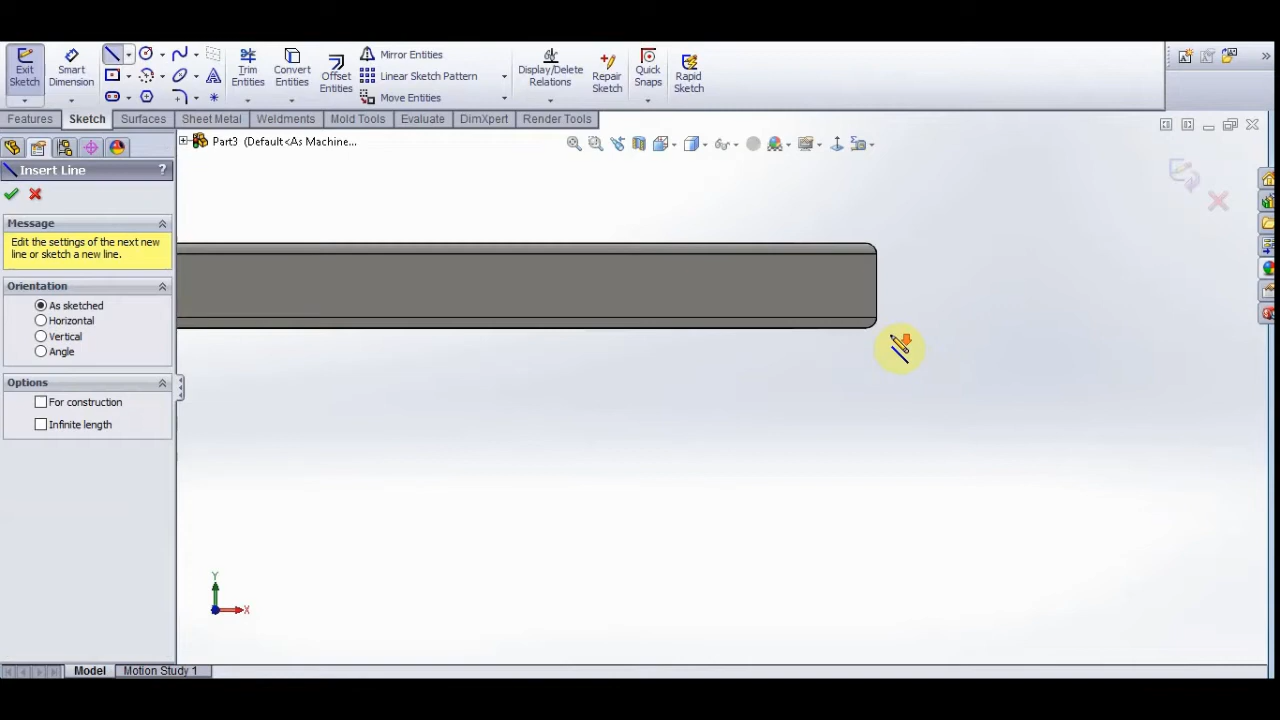 Exit Sketch
Smart Dimension
Trim Entities
Convert Entities
Offset Entities
Mirror Entities
Linear Sketch Pattern
Move Entities
Display/Delete Relations
Repair Sketch
Quick Snaps
Rapid Sketch
Features
Sketch
Surfaces
Sheet Metal
Weldments
Mold Tools
Evaluate
DimXpert
Render Tools
Part3 (Default<As Machine...
Insert Line
?
Message
Edit the settings of the next new
line or sketch a new line.
Orientation
As sketched
Horizontal
Vertical
Angle
Options
For construction
Infinite length
Y
X
Model
Motion Study 1